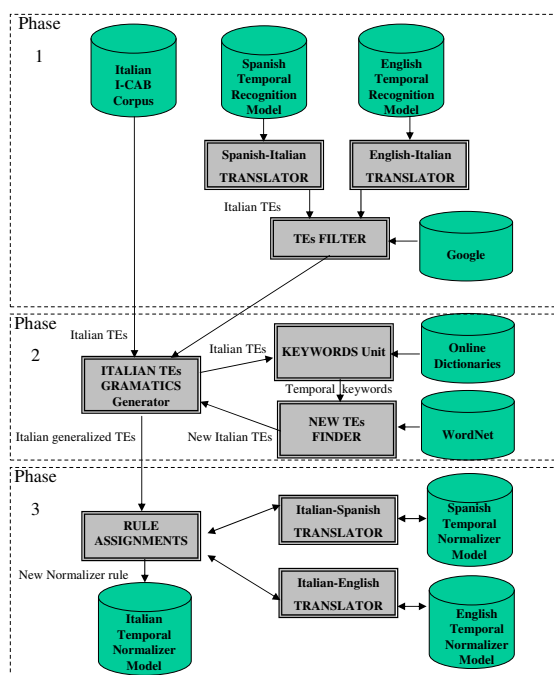 Phase
1
Italian
I-CAB
Corpus
Spanish
Temporal
Recognition
Model
English
Temporal
Recognition
Model
Spanish-Italian
TRANSLATOR
English-Italian
TRANSLATOR
Italian TEs
TEs FILTER
Google
Phase
2
Italian TEs
Italian TEs
KEYWORDS Unit
Online
Dictionaries
ITALIAN TEs
GRAMATICS
Generator
Temporal keywords
New Italian TEs
NEW TEs
FINDER
WordNet
Italian generalized TEs
Phase
3
RULE
ASSIGNMENTS
Italian-Spanish
TRANSLATOR
Spanish
Temporal
Normalizer
Model
New Normalizer rule
Italian-English
TRANSLATOR
Italian
Temporal
Normalizer
Model
English
Temporal
Normalizer
Model